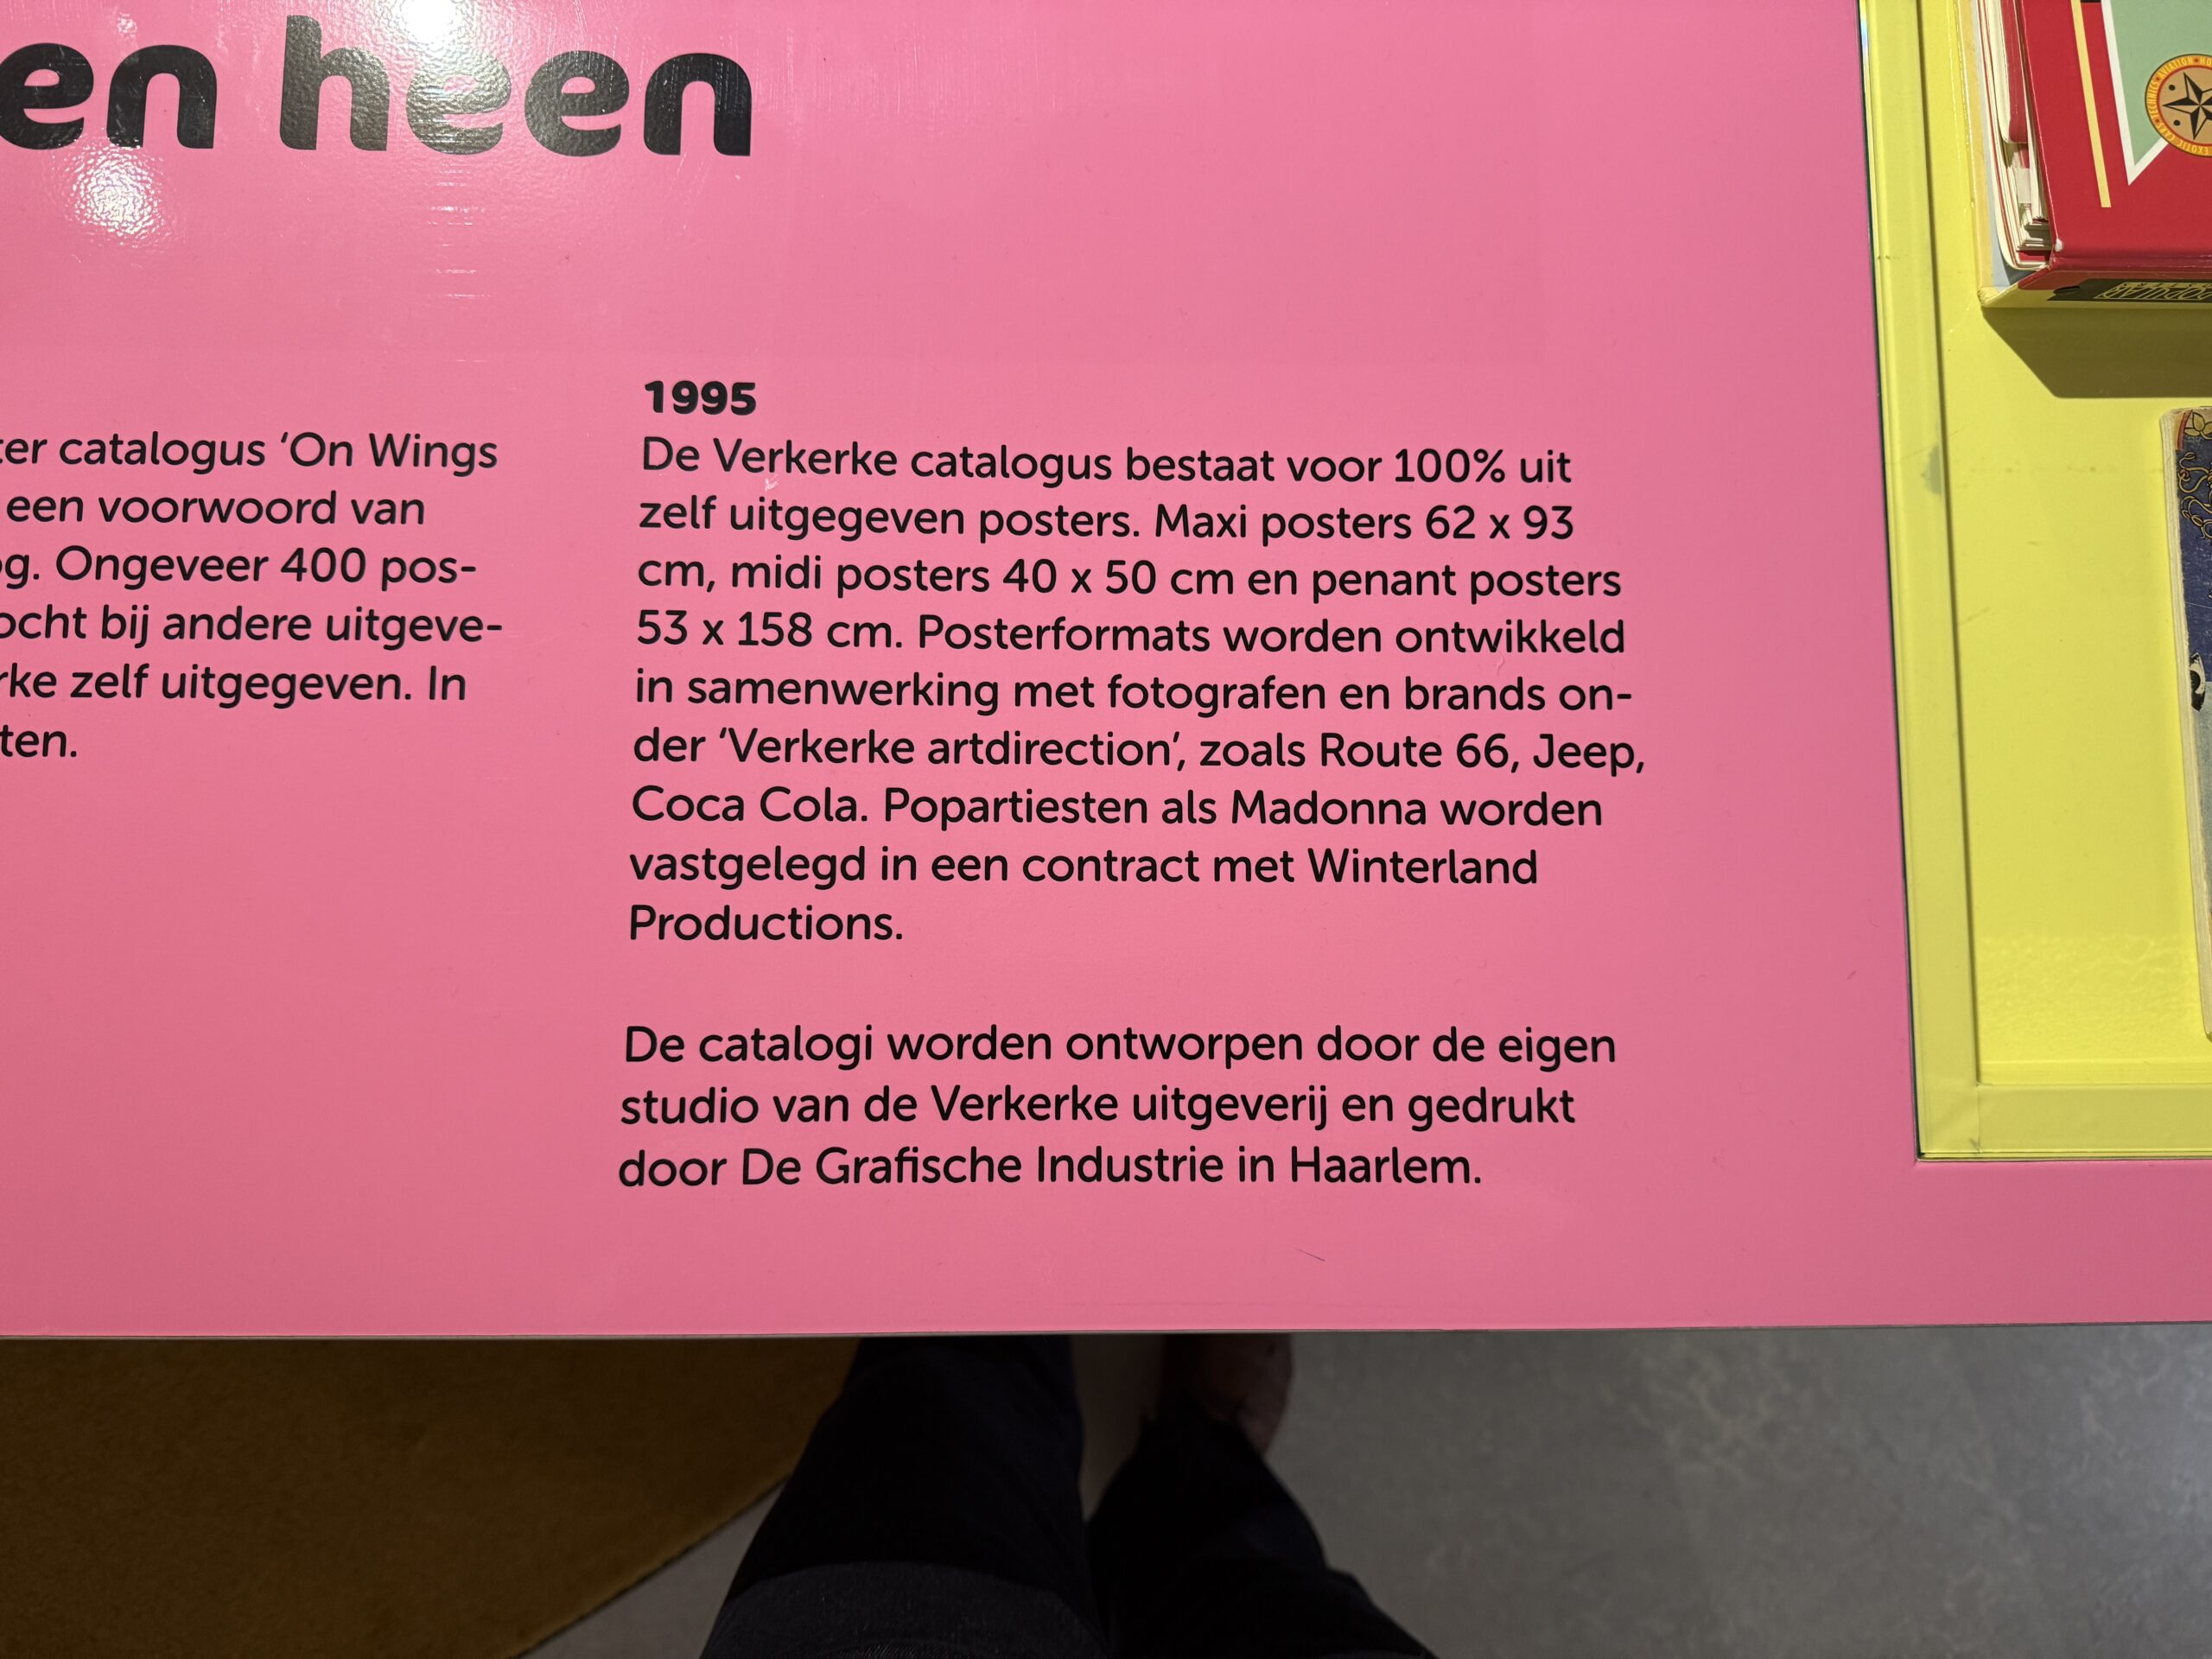 en heen
catalogus ‘On Wings
een voorwoord van
Ongeveer 400 pos-
bij andere uitgeve-
zelf uitgegeven. In
1995
De Verkerke catalogus bestaat voor 100% uit
zelf uitgegeven posters. Maxi posters 62 x 93
cm, midi posters 40 x 50 cm en penant posters
53 x 158 cm. Posterformats worden ontwikkeld
in samenwerking met fotografen en brands on-
der ‘Verkerke artdirection’, zoals Route 66, Jeep,
Coca Cola. Popartiesten als Madonna worden
vastgelegd in een contract met Winterland
Productions.
De catalogi worden ontworpen door de eigen
studio van de Verkerke uitgeverij en gedrukt
door De Grafische Industrie in Haarlem.